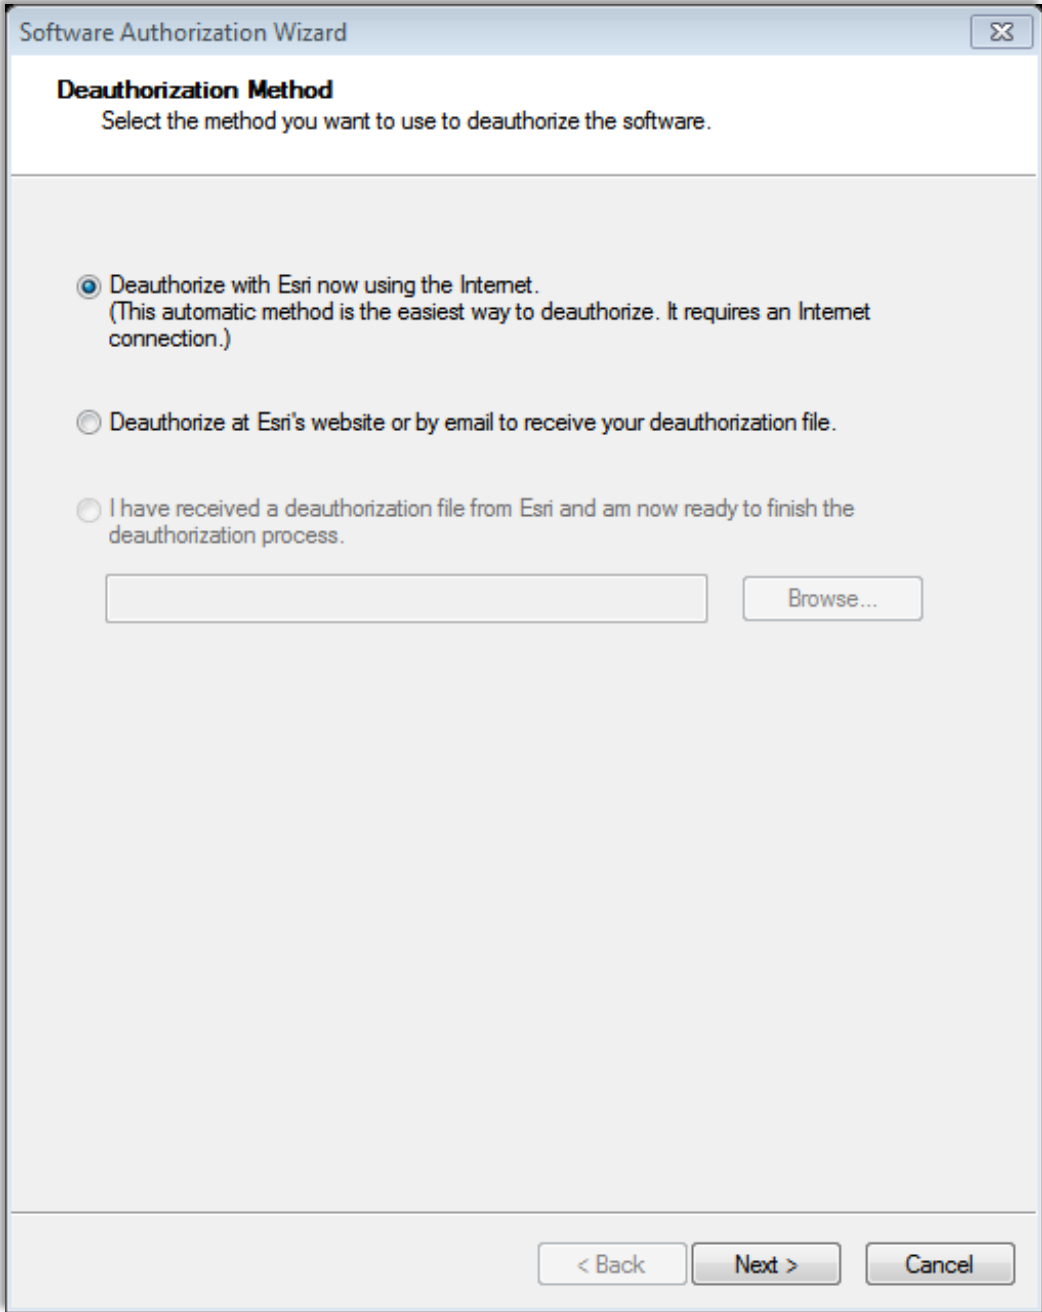 Software Authorization Wizard
Deauthorization Method
Select the method you want to use to deauthorize the software.
Deauthorize with Esri now using the Internet.
(This automatic method is the easiest way to deauthorize. It requires an Internet
connection.)
Deauthorize at Esri's website or by email to receive your deauthorization file.
I have received a deauthorization file from Esri and am now ready to finish the
deauthorization process.
Browse...
< Back
Next >
Cancel